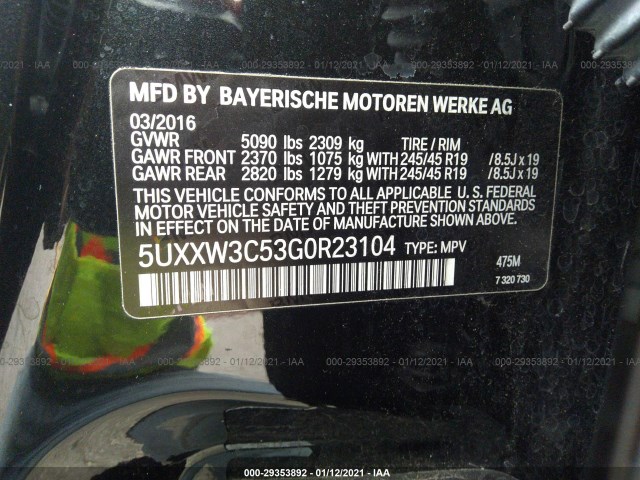 MFD BY BAYERISCHE MOTOREN WERKE AG
03/2016
GVWR 5090 lbs 2309 kg TIRE / RIM
GAWR FRONT 2370 lbs 1075 kg WITH 245/45 R19 /8.5J x 19
GAWR REAR 2820 lbs 1279 kg WITH 245/45 R19 /8.5J x 19
THIS VEHICLE CONFORMS TO ALL APPLICABLE U. S. FEDERAL
MOTOR VEHICLE SAFETY AND THEFT PREVENTION STANDARDS
IN EFFECT ON THE DATE OF MANUFACTURE SHOWN ABOVE.
5UXXW3C53G0R23104 TYPE: MPV 475M
7 320 730
000-29353892 - 01/12/2021 - IAA